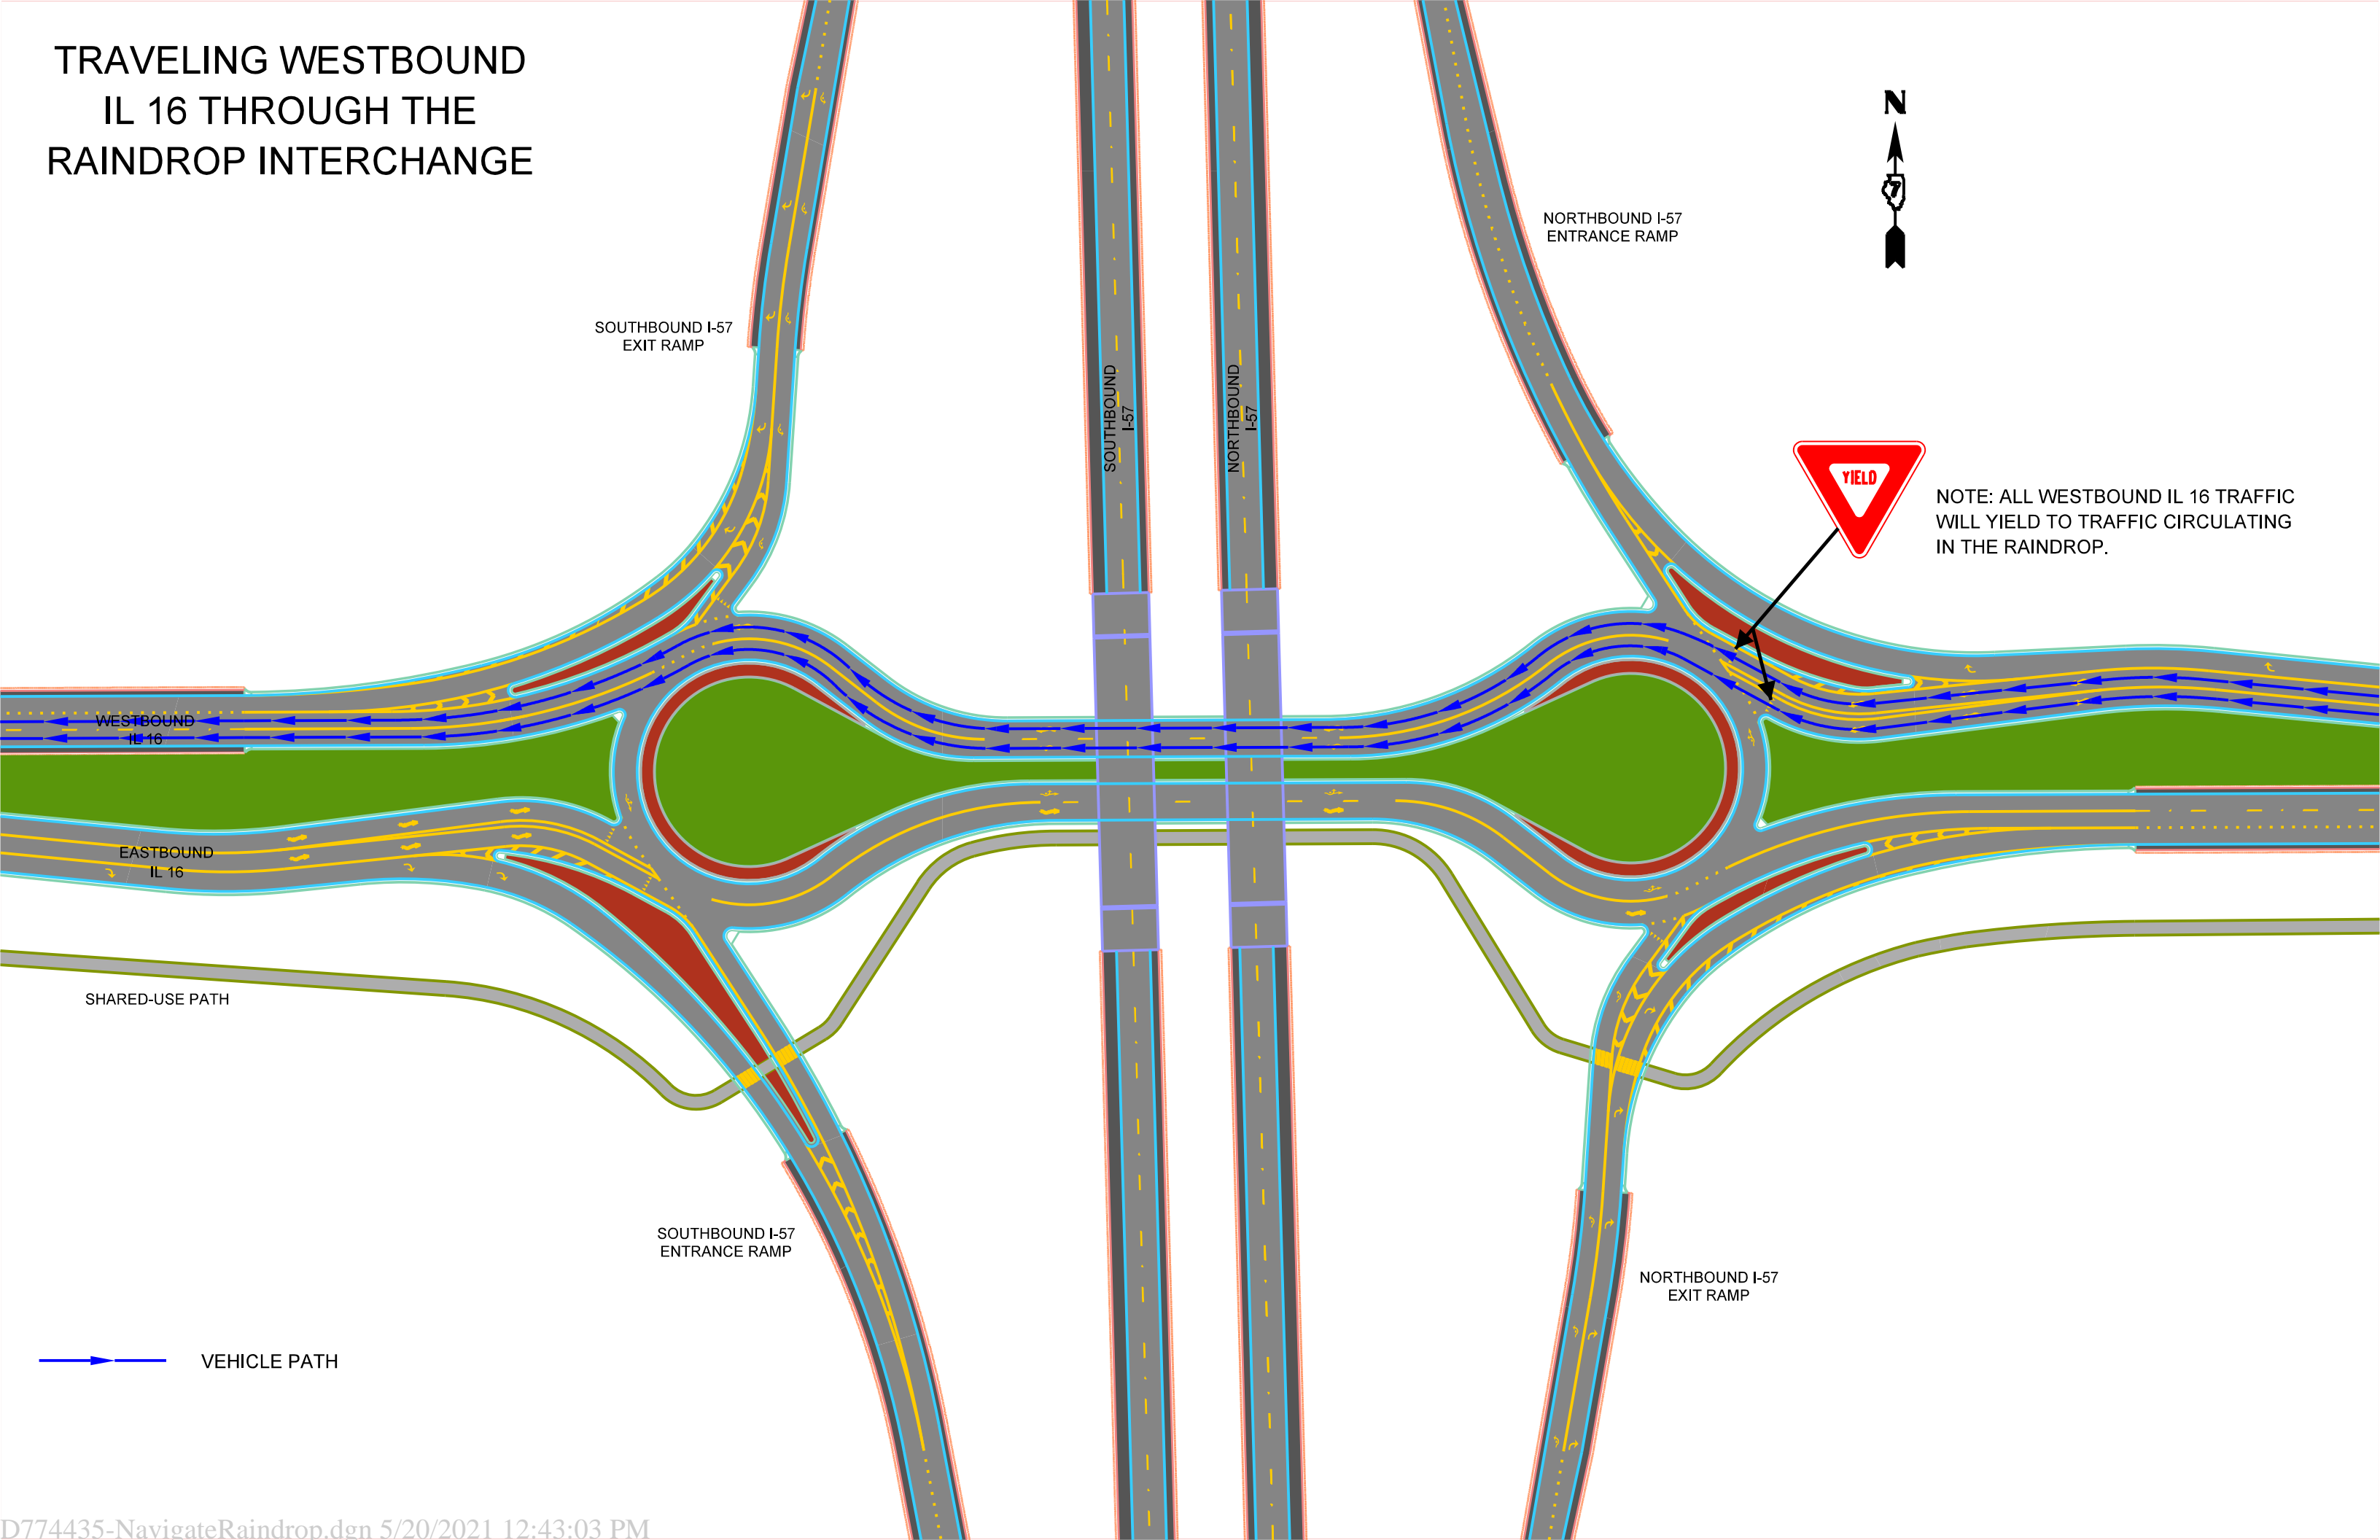 TRAVELING WESTBOUND
IL 16 THROUGH THE
RAINDROP INTERCHANGE
N
7
NORTHBOUND I-57
ENTRANCE RAMP
SOUTHBOUND I-57
EXIT RAMP
SOUTHBOUND
I-57
NORTHBOUND
I-57
YIELD
NOTE: ALL WESTBOUND IL 16 TRAFFIC
WILL YIELD TO TRAFFIC CIRCULATING
IN THE RAINDROP.
WESTBOUND
IL 16
EASTBOUND
IL 16
SHARED-USE PATH
SOUTHBOUND I-57
ENTRANCE RAMP
NORTHBOUND I-57
EXIT RAMP
VEHICLE PATH
D774435-NavigateRaindrop.dgn 5/20/2021 12:43:03 PM